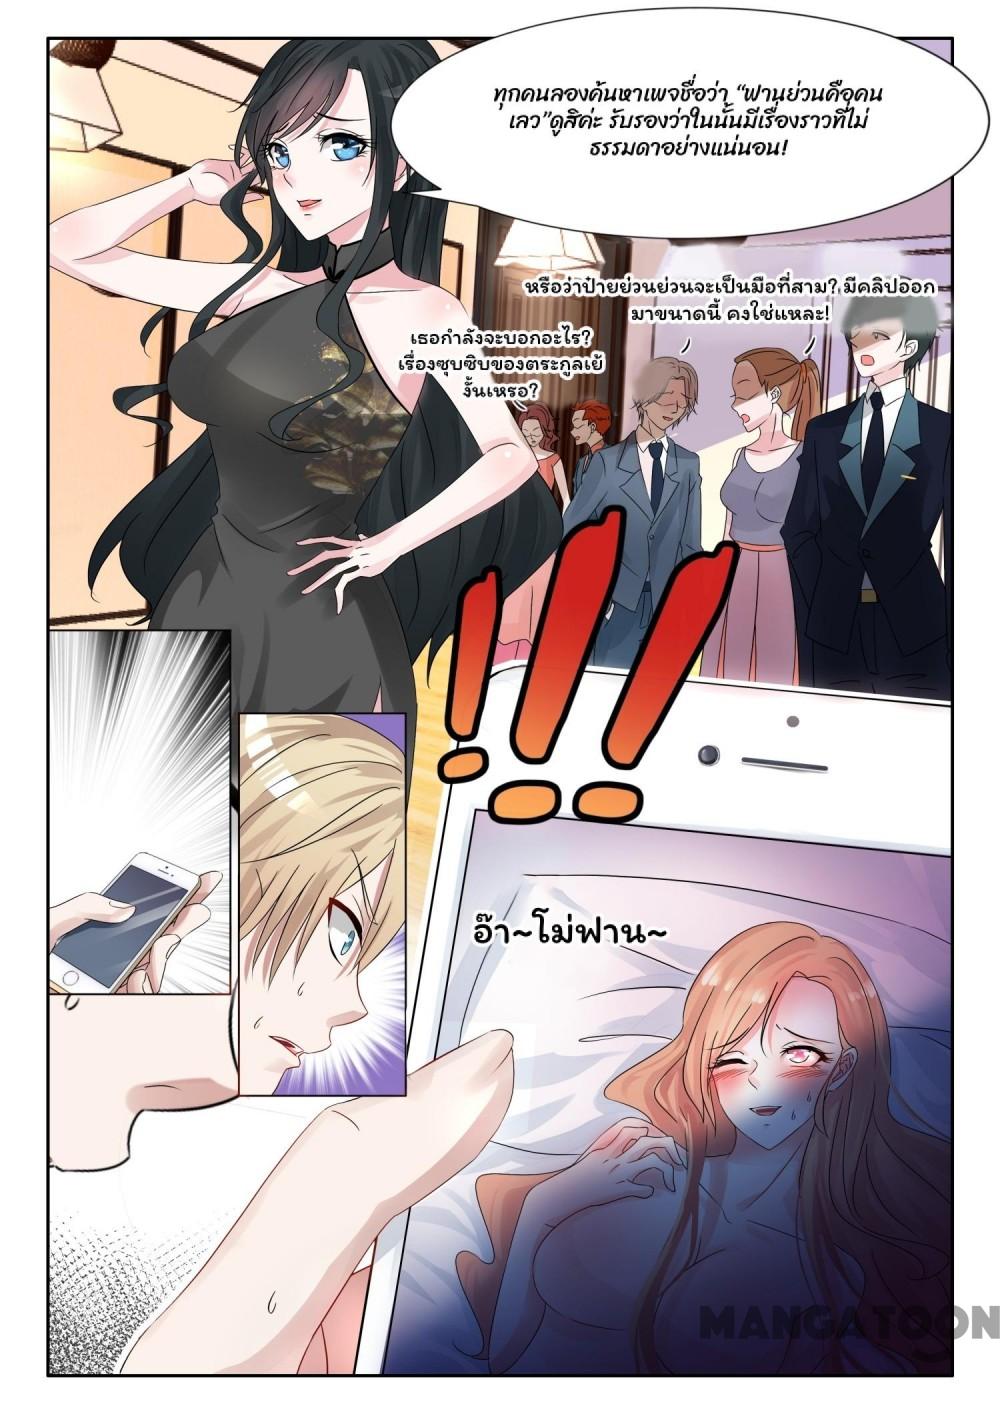 ทุกคนลองค้นหาเพจชื่อว่า "ฟานย่วนคือคน
เลว"ดูสิค่ะ รับรองว่าในนั้นมีเรื่องราวที่ไม่
ธรรมดาอย่างแน่นอน!
หรือว่าป๋ายย่วนย่วนจะเป็นมือที่สาม? มีคลิปออก
มาขนาดนี้ คงใช่แหละ!
เธอกำลังจะบอกอะไร?
เรื่องซุบซิบของตระกูลเย้
งั้นเหรอ?
!!!
อ๊า~โม่ฟาน~
MANGATOON